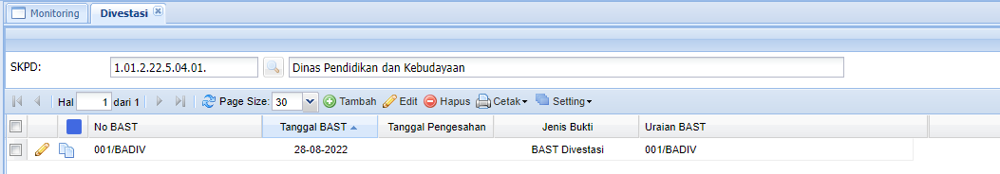 Monitoring Divestasi
SKPD: 1.01.2.22.5.04.01. Dinas Pendidikan dan Kebudayaan
Hal 1 dari 1 Page Size: 30 Tambah Edit Hapus Cetak Setting
No BAST Tanggal BAST Tanggal Pengesahan Jenis Bukti Uraian BAST
001/BADIV 28-08-2022 BAST Divestasi 001/BADIV